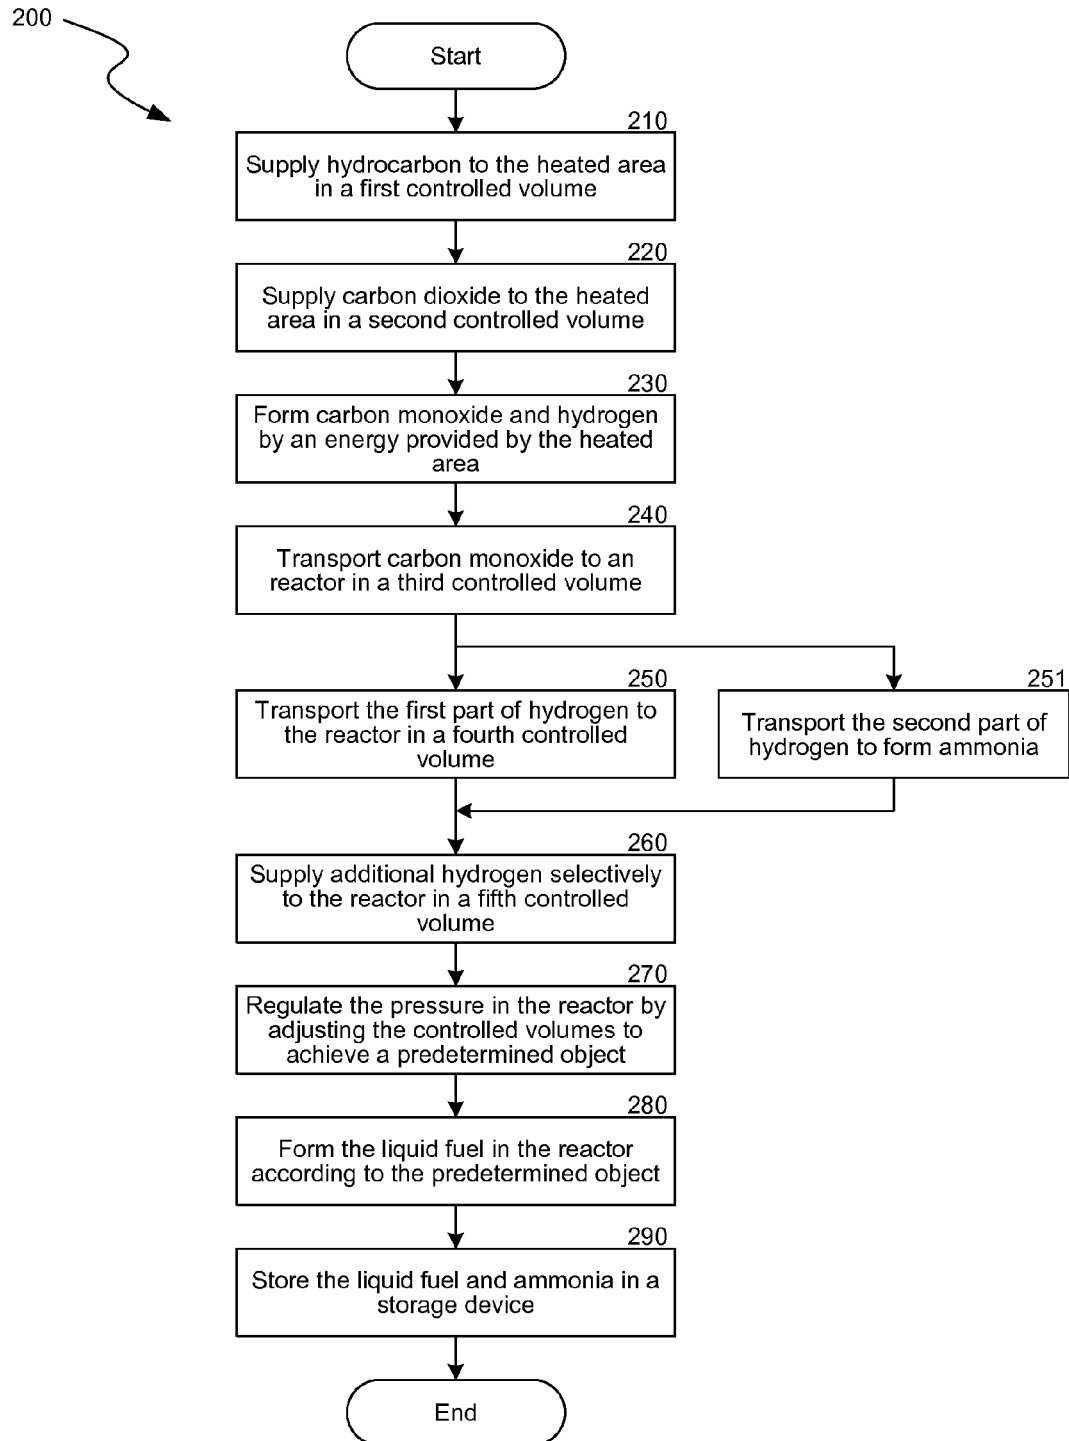 200
Start
210
Supply hydrocarbon to the heated area
in a first controlled volume
220
Supply carbon dioxide to the heated
area in a second controlled volume
230
Form carbon monoxide and hydrogen
by an energy provided by the heated
area
240
Transport carbon monoxide to an
reactor in a third controlled volume
250
Transport the first part of hydrogen to
the reactor in a fourth controlled
volume
251
Transport the second part of
hydrogen to form ammonia
260
Supply additional hydrogen selectively
to the reactor in a fifth controlled
volume
270
Regulate the pressure in the reactor by
adjusting the controlled volumes to
achieve a predetermined object
280
Form the liquid fuel in the reactor
according to the predetermined object
290
Store the liquid fuel and ammonia in a
storage device
End